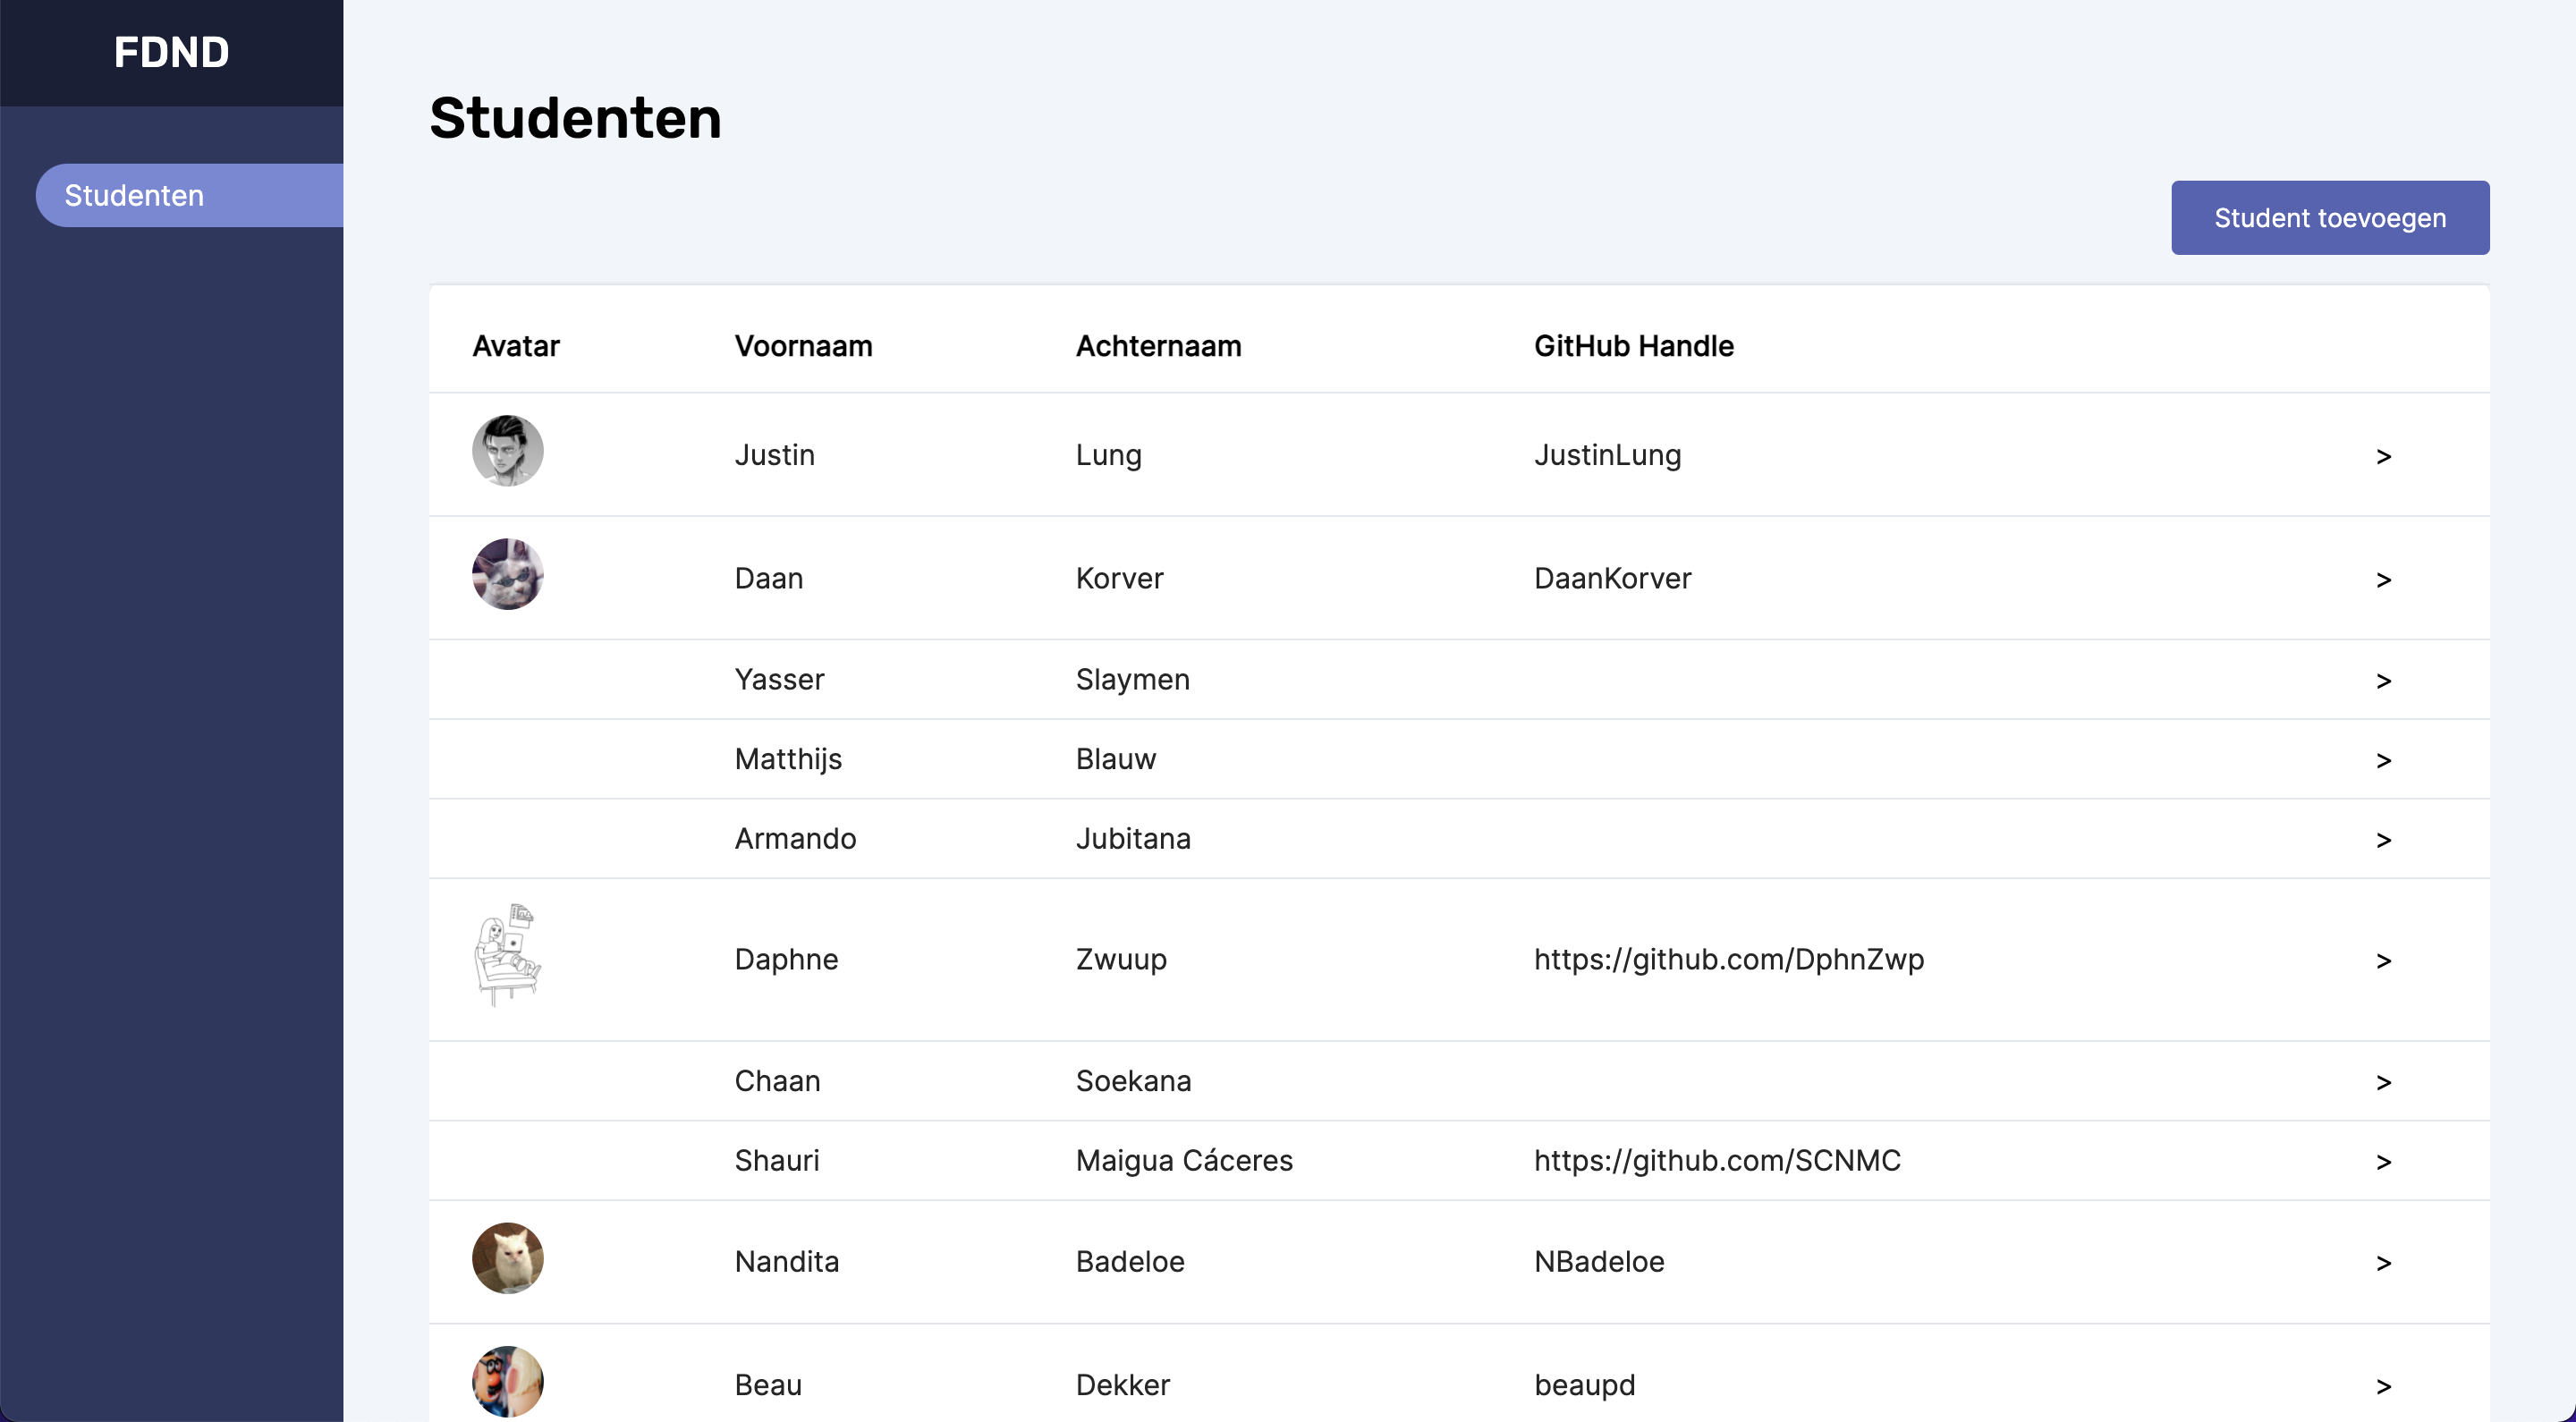 FDND
Studenten
Studenten
Student toevoegen
Avatar Voornaam Achternaam GitHub Handle
Justin Lung JustinLung >
Daan Korver DaanKorver >
Yasser Slaymen >
Matthijs Blauw >
Armando Jubitana >
Daphne Zwuup https://github.com/DphnZwp >
Chaan Soekana >
Shauri Maigua Cáceres https://github.com/SCNMC >
Nandita Badeloe NBadeloe >
Beau Dekker beaupd >